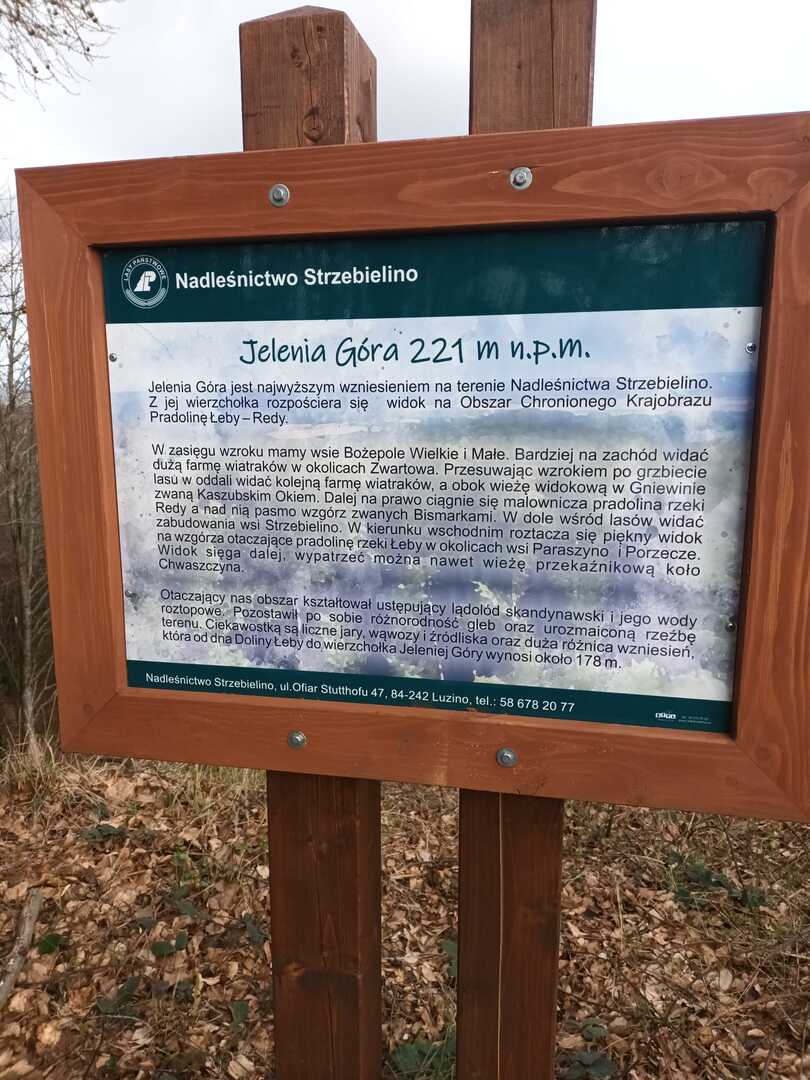 LASY PAŃSTWOWE
Nadleśnictwo Strzebielino
Jelenia Góra 221 m n.p.m.
Jelenia Góra jest najwyższym wzniesieniem na terenie Nadleśnictwa Strzebielino.
Z jej wierzchołka rozpościera się widok na Obszar Chronionego Krajobrazu
Pradolinę Łeby – Redy.
W zasięgu wzroku mamy wsie Bożepole Wielkie i Małe. Bardziej na zachód widać
dużą farmę wiatraków w okolicach Zwartowa. Przesuwając wzrokiem po grzbiecie
lasu w oddali widać kolejną farmę wiatraków, a obok wieżę widokową w Gniewinie
zwaną Kaszubskim Okiem. Dalej na prawo ciągnie się malownicza pradolina rzeki
Redy a nad nią pasmo wzgórz zwanych Bismarkami. W dole wśród lasów widać
zabudowania wsi Strzebielino. W kierunku wschodnim roztacza się piękny widok
na wzgórza otaczające pradolinę rzeki Łeby w okolicach wsi Paraszyno i Porzecze.
Widok sięga dalej, wypatrzeć można nawet wieżę przekaźnikową koło
Chwaszczyna.
Otaczający nas obszar kształtował ustępujący lądolód skandynawski i jego wody
roztopowe. Pozostawił po sobie różnorodność gleb oraz urozmaiconą rzeźbę
terenu. Ciekawostką są liczne jary, wąwozy i źródliska oraz duża różnica wzniesień,
która od dna Doliny Łeby do wierzchołka Jeleniej Góry wynosi około 178 m.
Nadleśnictwo Strzebielino, ul.Ofiar Stutthofu 47, 84-242 Luzino, tel.: 58 678 20 77